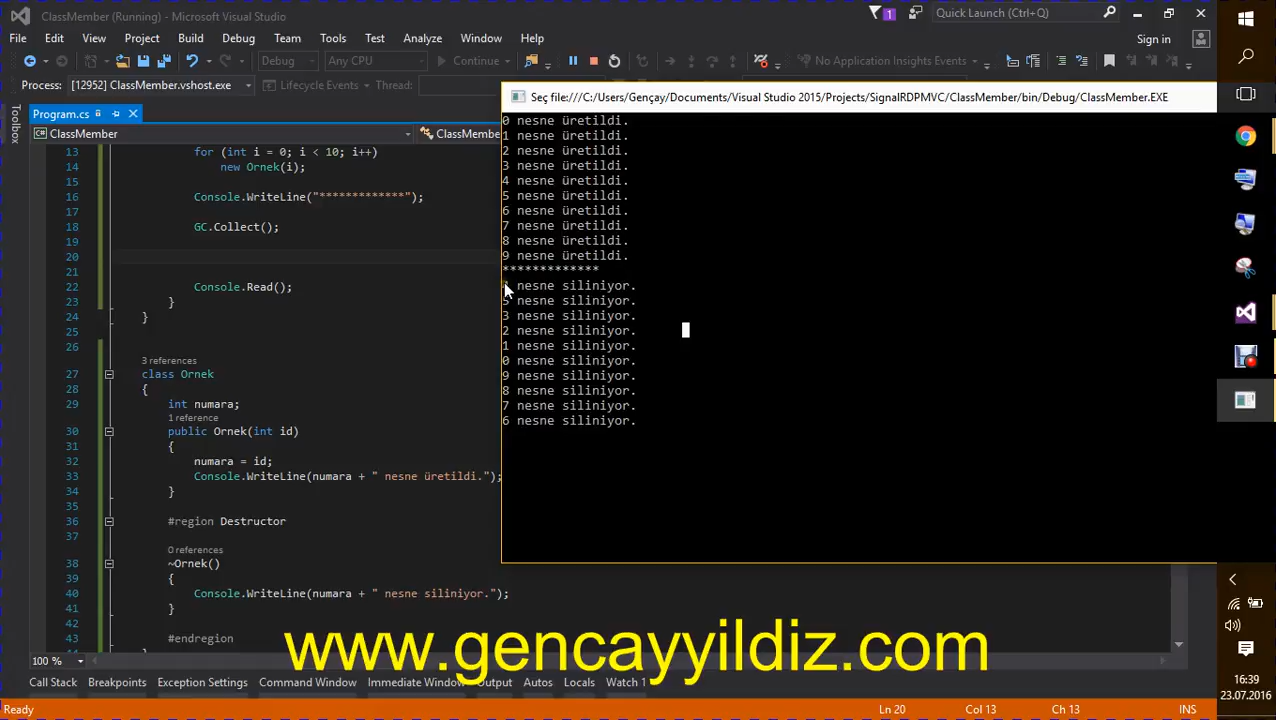 ClassMember (Running) - Microsoft Visual Studio
1
Quick Launch (Ctrl+Q)
File Edit View Project Build Debug Team Tools Test Analyze Window Help
Sign in
Debug Any CPU Continue No Application Insights Events
Process: [12952] ClassMember.vshost.exe Lifecycle Events Thread:
Toolbox
Program.cs
ClassMember
ClassMembe
Seç file:///C:/Users/Gençay/Documents/Visual Studio 2015/Projects/SignalRDPMVC/ClassMember/bin/Debug/ClassMember.EXE
13 for (int i = 0; i < 10; i++)
14 new Ornek(i);
15
16 Console.WriteLine("*************");
17
18 GC.Collect();
19
20
21
22 Console.Read();
23 }
24 }
25
26
3 references
27 class Ornek
28 {
29 int numara;
1 reference
30 public Ornek(int id)
31 {
32 numara = id;
33 Console.WriteLine(numara + " nesne üretildi.");
34 }
35
36 #region Destructor
37
0 references
38 ~Ornek()
39 {
40 Console.WriteLine(numara + " nesne siliniyor.");
41 }
42
43 #endregion
0 nesne üretildi.
1 nesne üretildi.
2 nesne üretildi.
3 nesne üretildi.
4 nesne üretildi.
5 nesne üretildi.
6 nesne üretildi.
7 nesne üretildi.
8 nesne üretildi.
9 nesne üretildi.
*************
nesne siliniyor.
5 nesne siliniyor.
3 nesne siliniyor.
2 nesne siliniyor.
1 nesne siliniyor.
0 nesne siliniyor.
9 nesne siliniyor.
8 nesne siliniyor.
7 nesne siliniyor.
6 nesne siliniyor.
www.gencayyildiz.com
100 %
Call Stack Breakpoints Exception Settings Command Window Immediate Window Output Autos Locals Watch 1
Ready Ln 20 Col 13 Ch 13 INS
16:39
23.07.2016